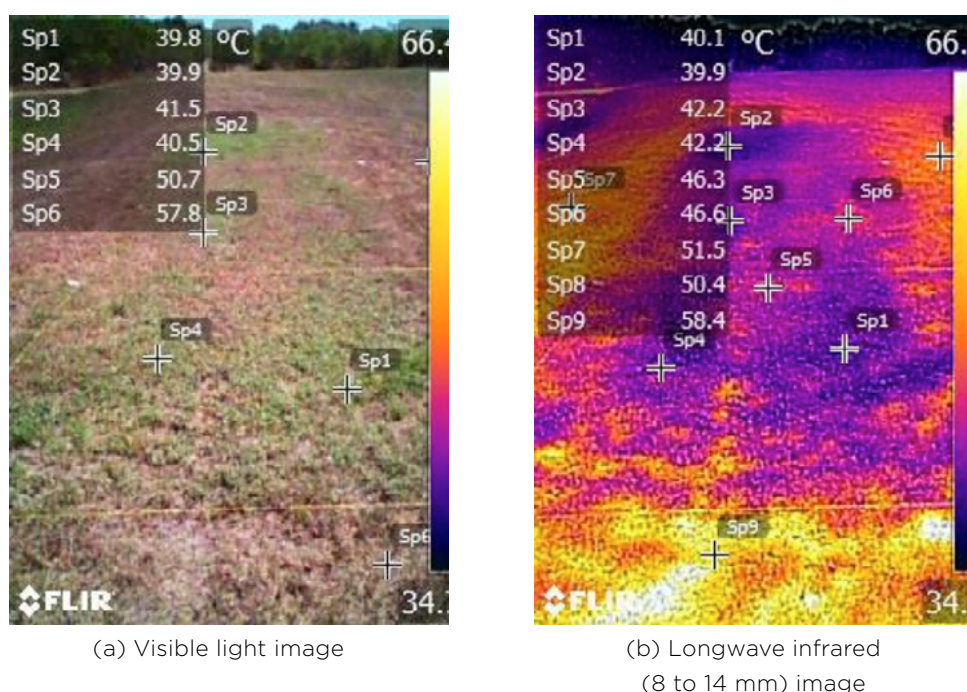 Sp1 39.8 °C 66.
Sp2 39.9
Sp3 41.5
Sp4 40.5
Sp5 50.7
Sp6 57.8
Sp2
Sp3
Sp4
Sp1
Sp6
FLIR 34.
(a) Visible light image
Sp1 40.1 °C 66.
Sp2 39.9
Sp3 42.2
Sp4 42.2
Sp5 46.3
Sp6 46.6
Sp7 51.5
Sp8 50.4
Sp9 58.4
Sp2
Sp7
Sp3
Sp6
Sp5
Sp1
Sp4
Sp9
FLIR 34.
(b) Longwave infrared
(8 to 14 mm) image